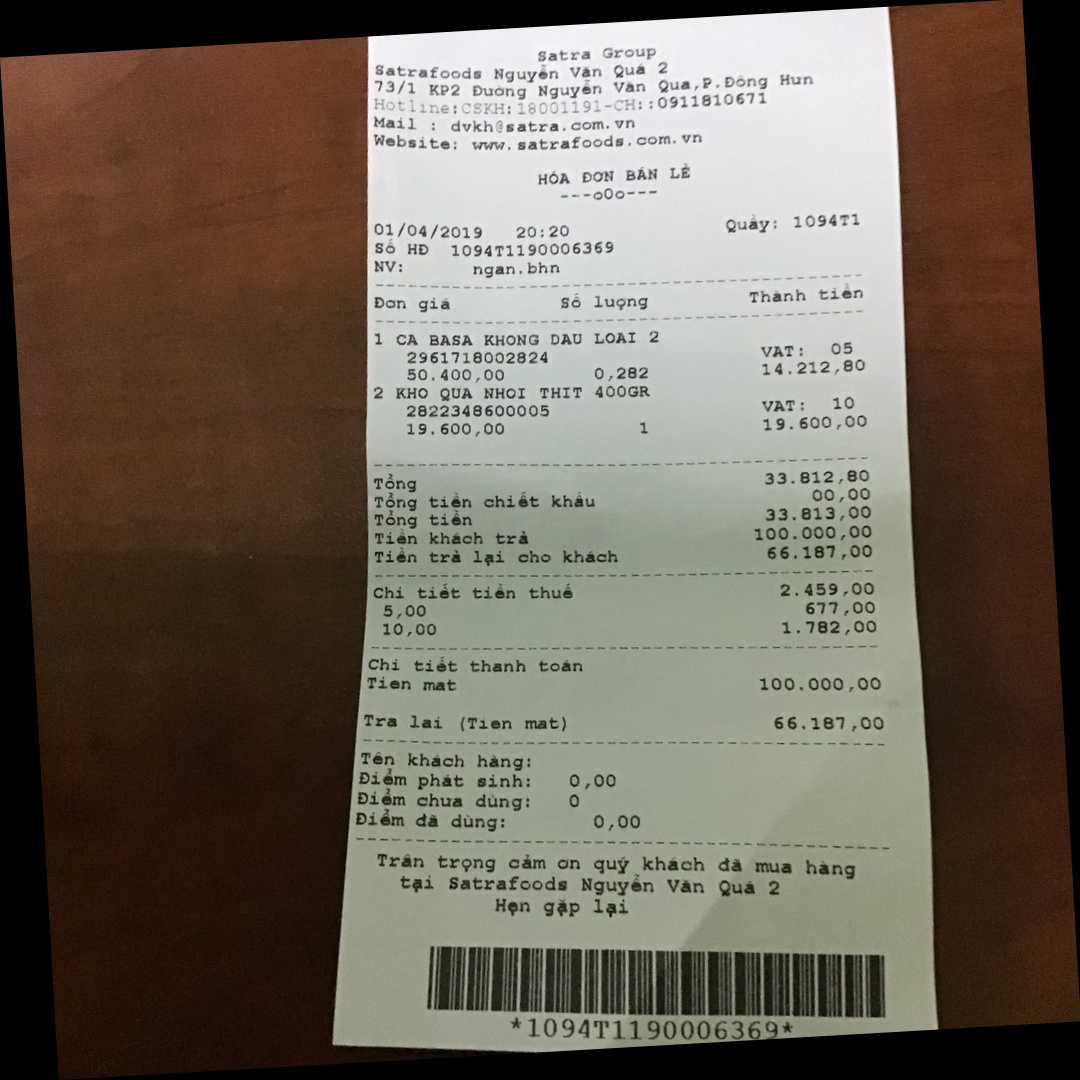 Satra Group
Satrafoods Nguyễn Văn Quá 2
73/1 KP2 Đuờng Nguyễn Văn Qua,P.Đông Hun
Hotline:CSKH:18001191-CH::0911810671
Mail : dvkh@satra.com.vn
Website: www.satrafoods.com.vn
HÓA ĐƠN BÁN LẺ
---oOo---
01/04/2019 20:20 Quầy: 1094T1
Số HĐ 1094T1190006369
NV: ngan.bhn
Đơn giá Số lượng Thành tiền
1 CA BASA KHONG DAU LOAI 2
2961718002824 VAT: 05
50.400,00 0,282 14.212,80
2 KHO QUA NHOI THIT 400GR
2822348600005 VAT: 10
19.600,00 1 19.600,00
Tổng 33.812,80
Tổng tiền chiết khấu 00,00
Tổng tiền 33.813,00
Tiền khách trả 100.000,00
Tiền trả lại cho khách 66.187,00
Chi tiết tiền thuế 2.459,00
5,00 677,00
10,00 1.782,00
Chi tiết thanh toán
Tien mat 100.000,00
Tra lai (Tien mat) 66.187,00
Tên khách hàng:
Điểm phát sinh: 0,00
Điểm chưa dùng: 0
Điểm đã dùng: 0,00
Trân trọng cảm ơn quý khách đã mua hàng
tại Satrafoods Nguyễn Văn Quá 2
Hẹn gặp lại
*1094T1190006369*